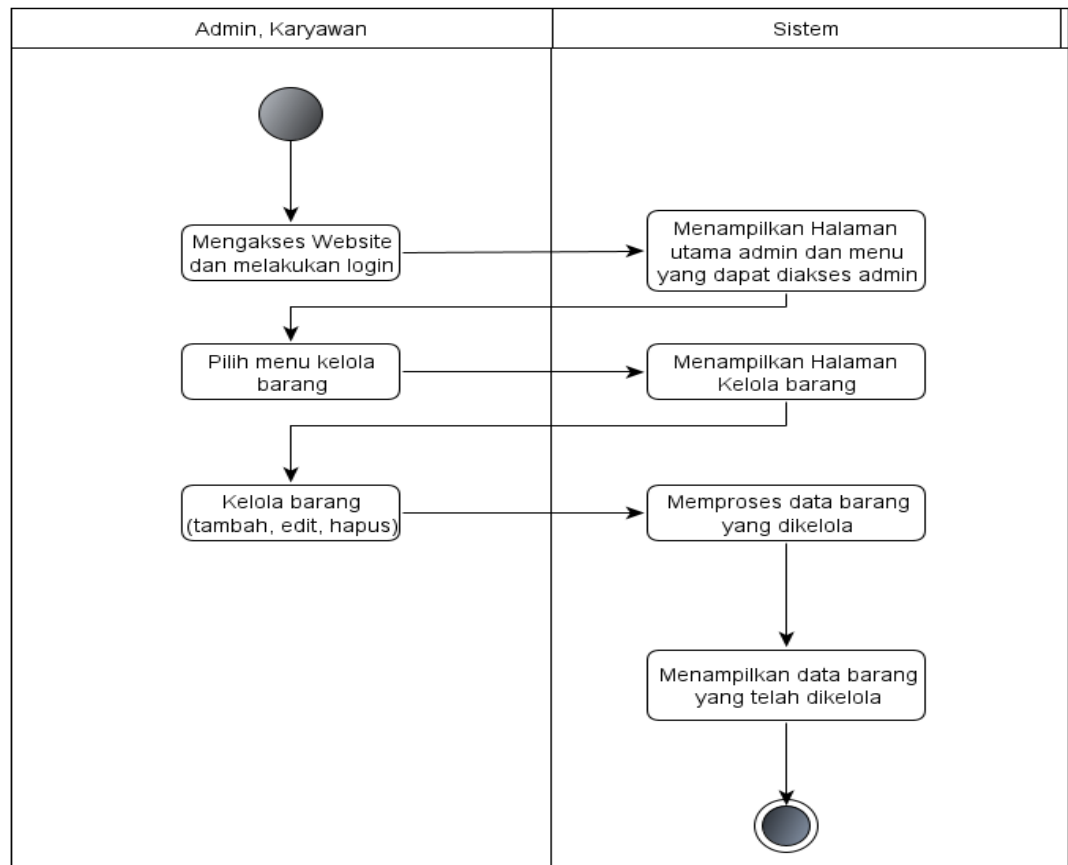 Admin, Karyawan
Sistem
Mengakses Website
dan melakukan login
Menampilkan Halaman
utama admin dan menu
yang dapat diakses admin
Pilih menu kelola
barang
Menampilkan Halaman
Kelola barang
Kelola barang
(tambah, edit, hapus)
Memproses data barang
yang dikelola
Menampilkan data barang
yang telah dikelola